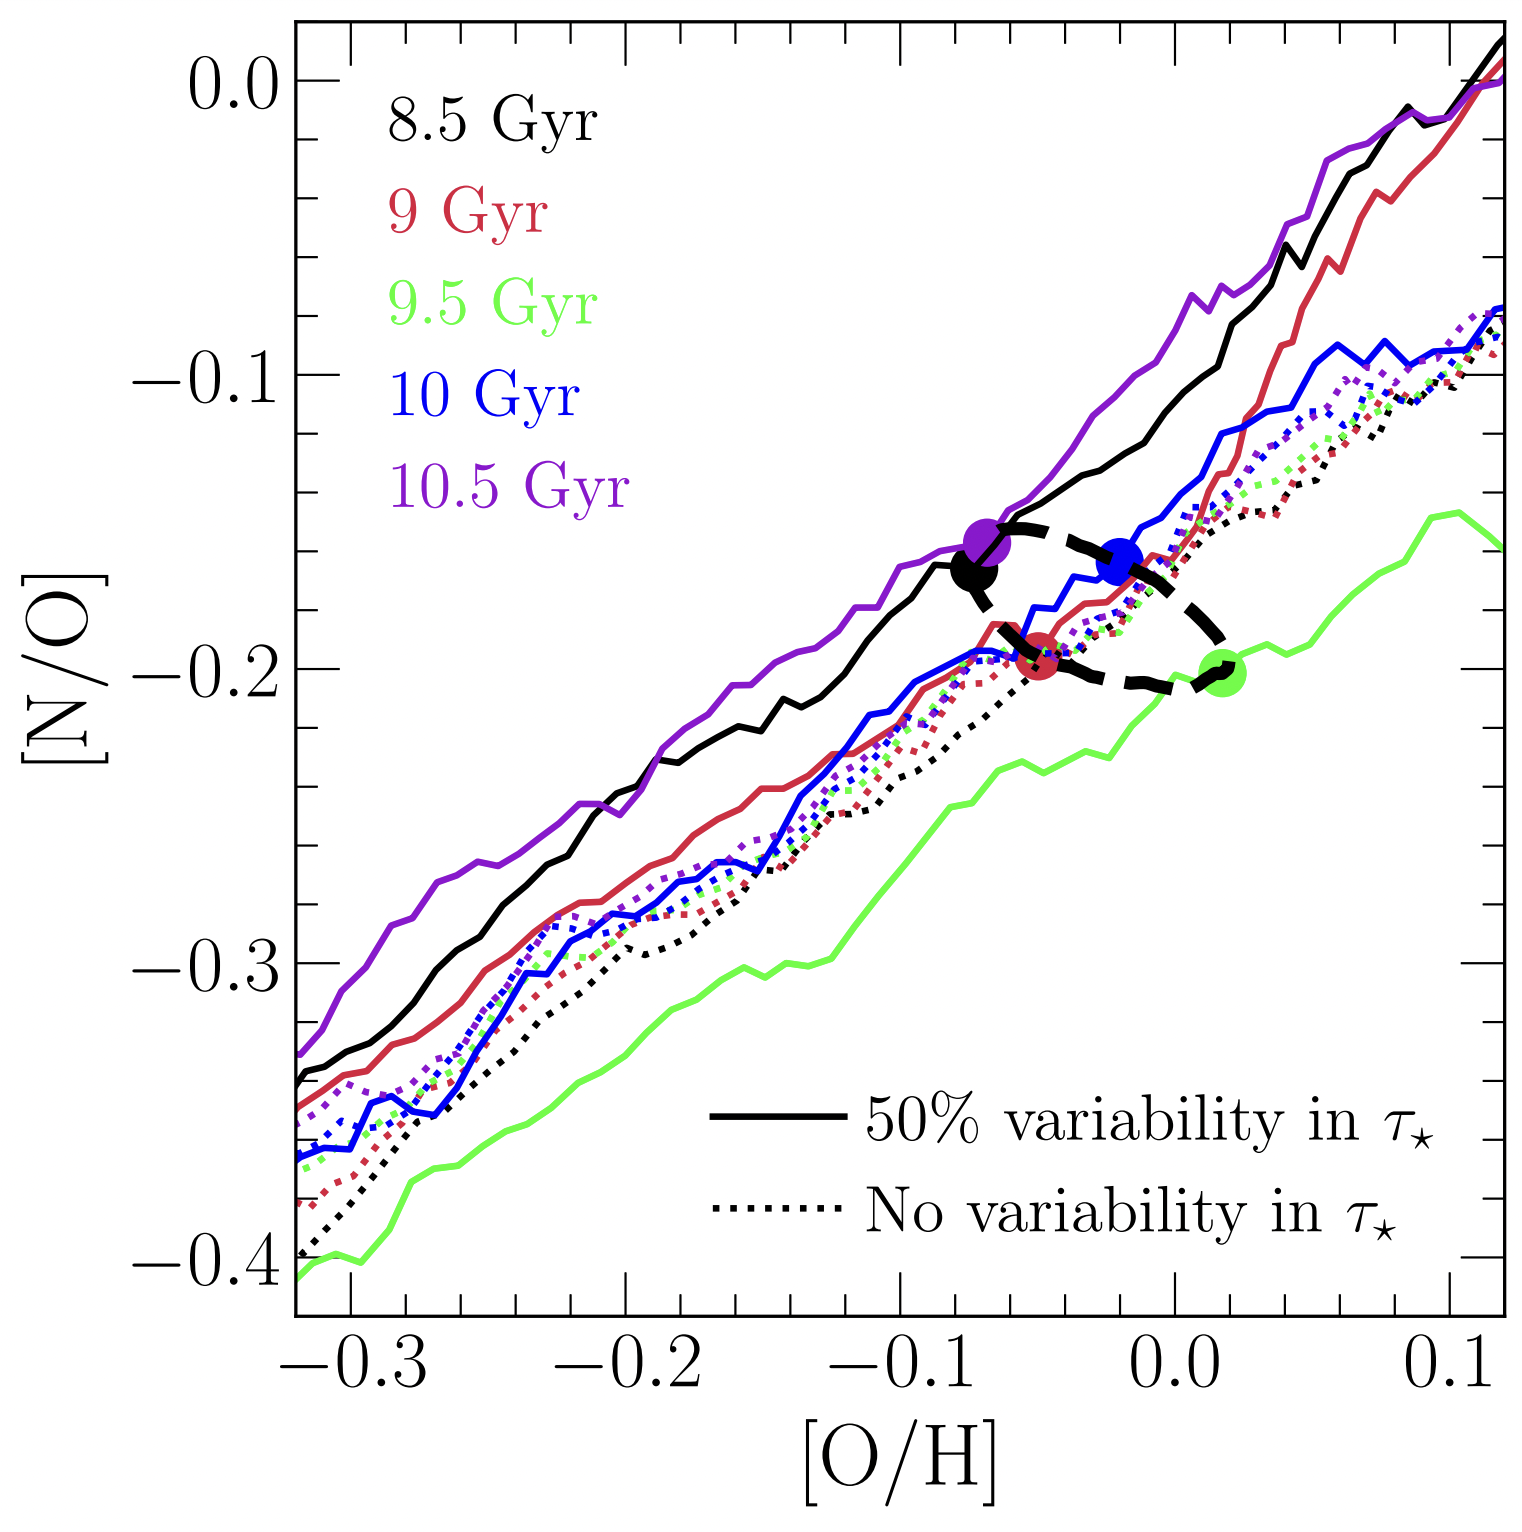 0.0
−0.1
−0.2
−0.3
−0.4
[N/O]
8.5 Gyr
9 Gyr
9.5 Gyr
10 Gyr
10.5 Gyr
50% variability in τ⋆
No variability in τ⋆
−0.3 −0.2 −0.1 0.0 0.1
[O/H]